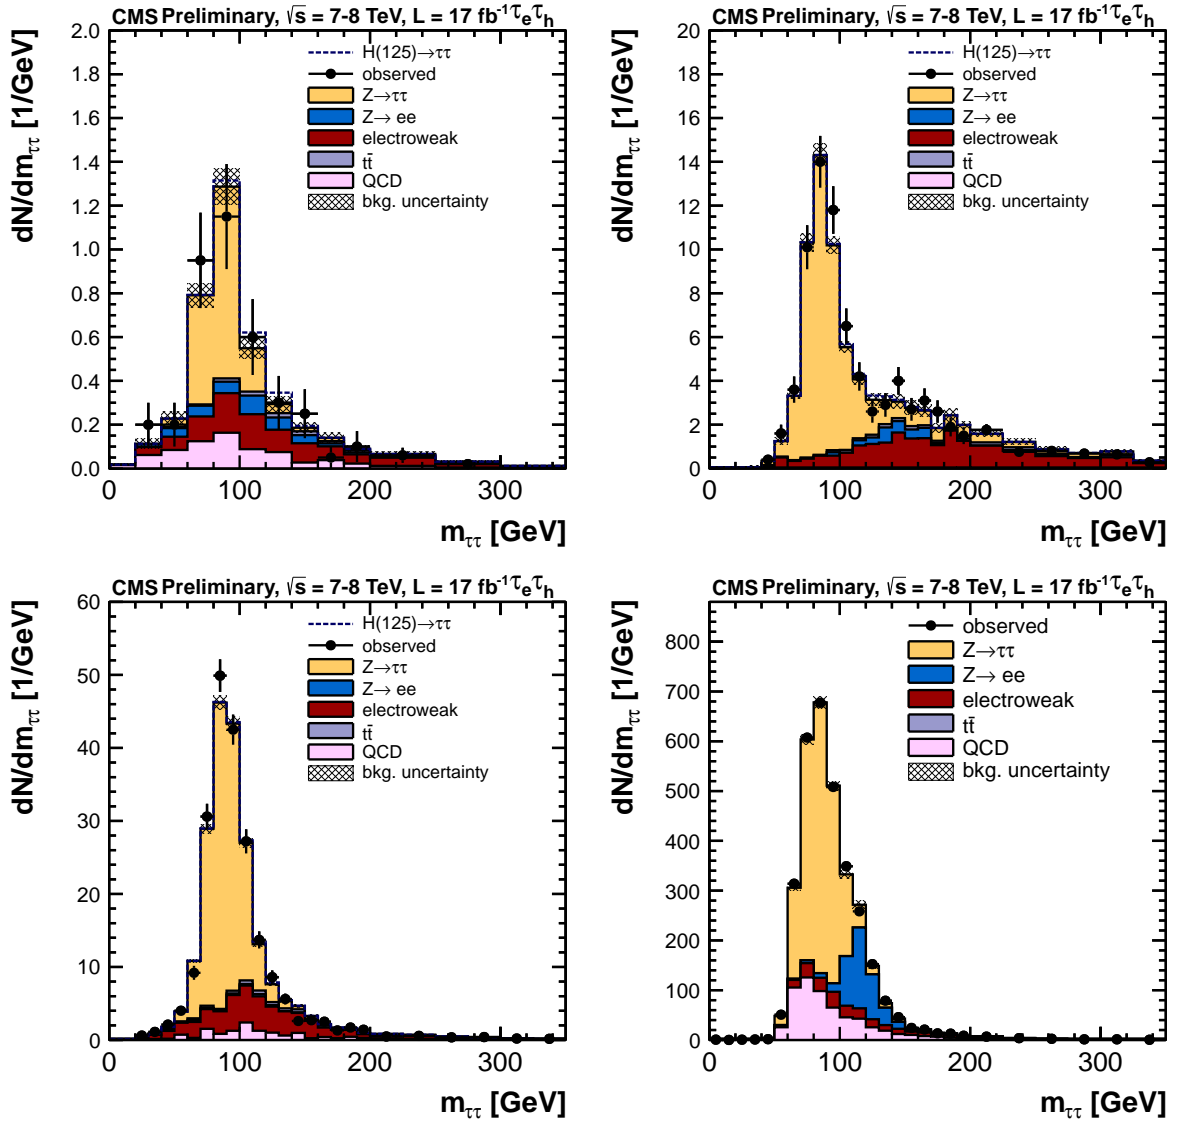 CMS Preliminary, √s = 7-8 TeV, L = 17 fb⁻¹ τₑτₕ
dN/dm_ττ [1/GeV]
2.0
1.8
1.6
1.4
1.2
1.0
0.8
0.6
0.4
0.2
0.0
H(125)→ττ
observed
Z→ττ
Z→ ee
electroweak
tt̄
QCD
bkg. uncertainty
0 100 200 300
m_ττ [GeV]
CMS Preliminary, √s = 7-8 TeV, L = 17 fb⁻¹ τₑτₕ
dN/dm_ττ [1/GeV]
20
18
16
14
12
10
8
6
4
2
0
H(125)→ττ
observed
Z→ττ
Z→ ee
electroweak
tt̄
QCD
bkg. uncertainty
0 100 200 300
m_ττ [GeV]
CMS Preliminary, √s = 7-8 TeV, L = 17 fb⁻¹ τₑτₕ
dN/dm_ττ [1/GeV]
60
50
40
30
20
10
0
H(125)→ττ
observed
Z→ττ
Z→ ee
electroweak
tt̄
QCD
bkg. uncertainty
0 100 200 300
m_ττ [GeV]
CMS Preliminary, √s = 7-8 TeV, L = 17 fb⁻¹ τₑτₕ
dN/dm_ττ [1/GeV]
800
700
600
500
400
300
200
100
0
observed
Z→ττ
Z→ ee
electroweak
tt̄
QCD
bkg. uncertainty
0 100 200 300
m_ττ [GeV]